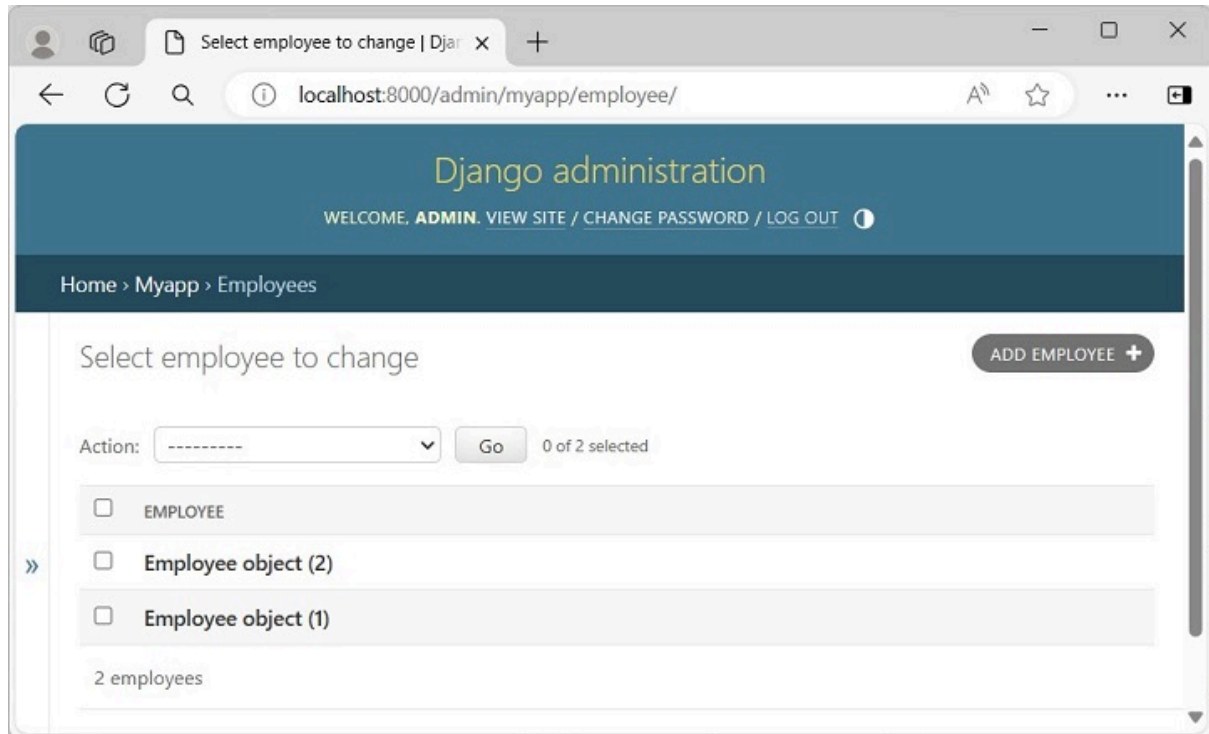 Select employee to change | Djan
localhost:8000/admin/myapp/employee/
Django administration
WELCOME, ADMIN. VIEW SITE / CHANGE PASSWORD / LOG OUT
Home › Myapp › Employees
Select employee to change
ADD EMPLOYEE +
Action: --------- Go 0 of 2 selected
EMPLOYEE
»
Employee object (2)
Employee object (1)
2 employees